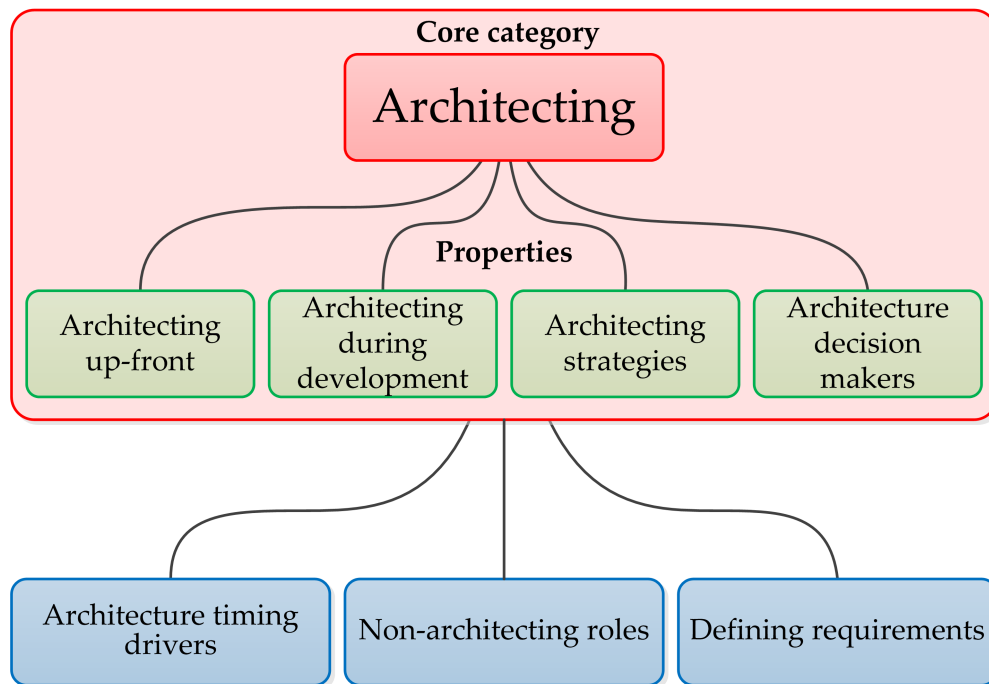 Core category
Architecting
Properties
Architecting
up-front
Architecting
during
development
Architecting
strategies
Architecture
decision
makers
Architecture timing
drivers
Non-architecting roles
Defining requirements